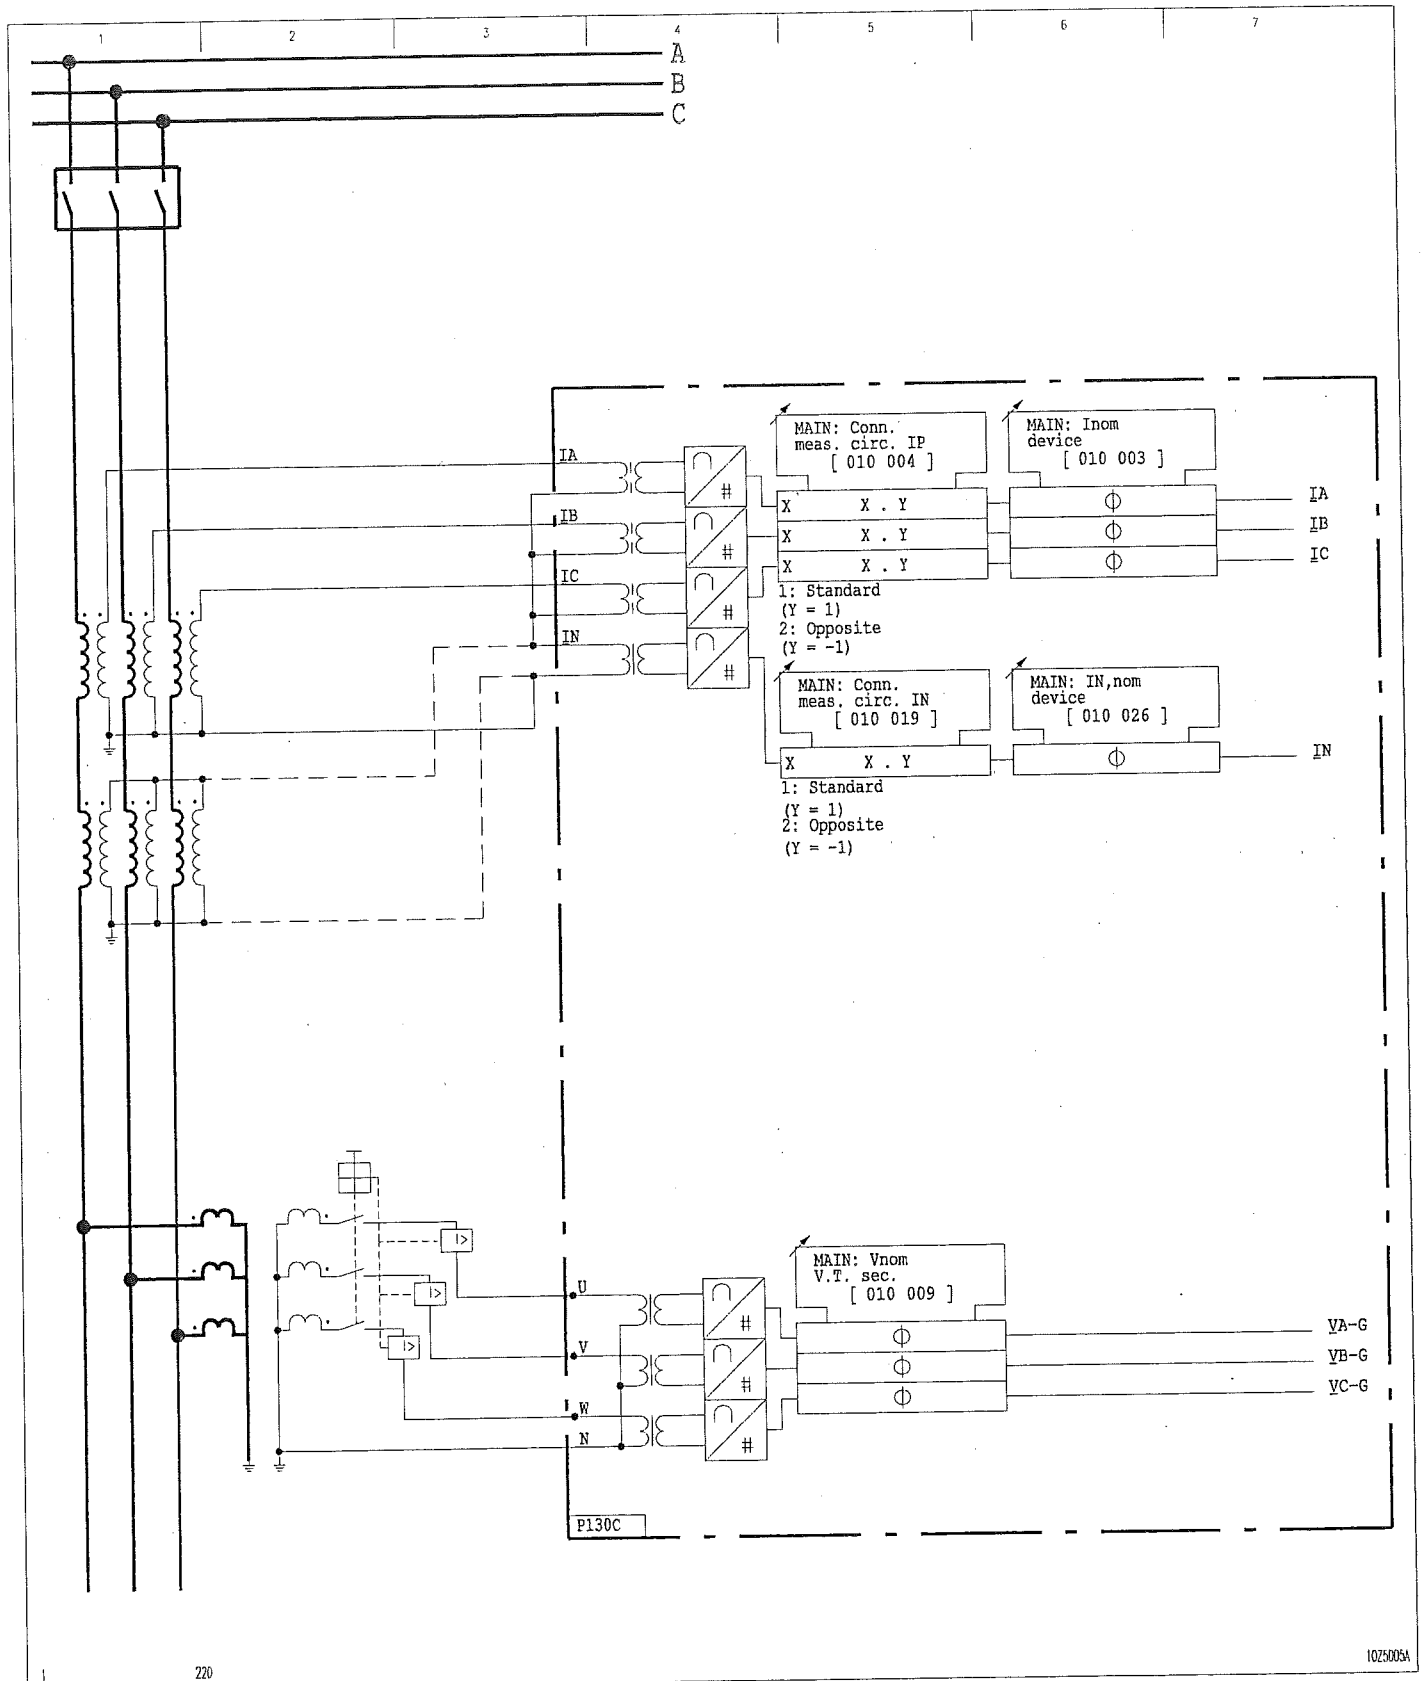 1 2 3 4 5 6 7
A
B
C
MAIN: Conn.
meas. circ. IP
[ 010 004 ]
MAIN: Inom
device
[ 010 003 ]
IA
IB
IC
IN
#
#
#
#
X X . Y
X X . Y
X X . Y
ϕ
ϕ
ϕ
IA
IB
IC
1: Standard
(Y = 1)
2: Opposite
(Y = -1)
MAIN: Conn.
meas. circ. IN
[ 010 019 ]
MAIN: IN,nom
device
[ 010 026 ]
X X . Y
ϕ
IN
1: Standard
(Y = 1)
2: Opposite
(Y = -1)
I>
I>
I>
U
V
W
N
#
#
#
MAIN: Vnom
V.T. sec.
[ 010 009 ]
ϕ
ϕ
ϕ
VA-G
VB-G
VC-G
P130C
220
10Z5005A